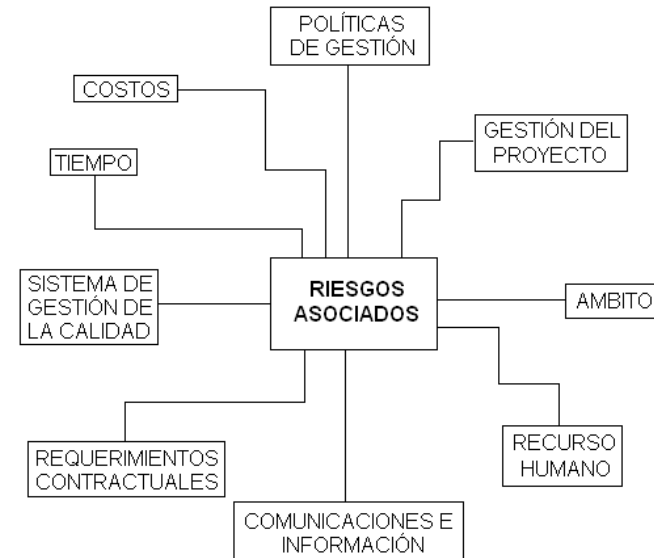 POLÍTICAS
DE GESTIÓN
COSTOS
GESTIÓN DEL
PROYECTO
TIEMPO
RIESGOS
ASOCIADOS
SISTEMA DE
GESTIÓN DE
LA CALIDAD
AMBITO
REQUERIMIENTOS
CONTRACTUALES
RECURSO
HUMANO
COMUNICACIONES E
INFORMACIÓN